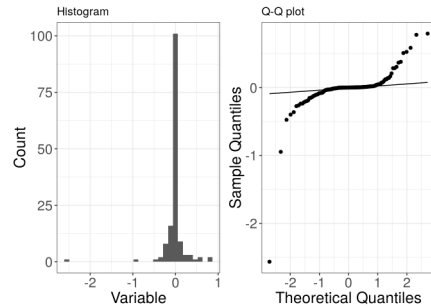 Histogram
Count
100
75
50
25
0
-2
-1
0
1
Variable
Q-Q plot
Sample Quantiles
0
-1
-2
-2
-1
0
1
2
Theoretical Quantiles